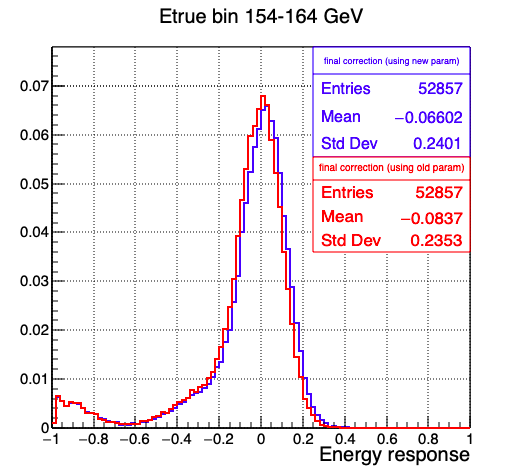 Etrue bin 154-164 GeV
final correction (using new param)
Entries 52857
Mean −0.06602
Std Dev 0.2401
final correction (using old param)
Entries 52857
Mean −0.0837
Std Dev 0.2353
0.07
0.06
0.05
0.04
0.03
0.02
0.01
0
−1 −0.8 −0.6 −0.4 −0.2 0 0.2 0.4 0.6 0.8 1
Energy response